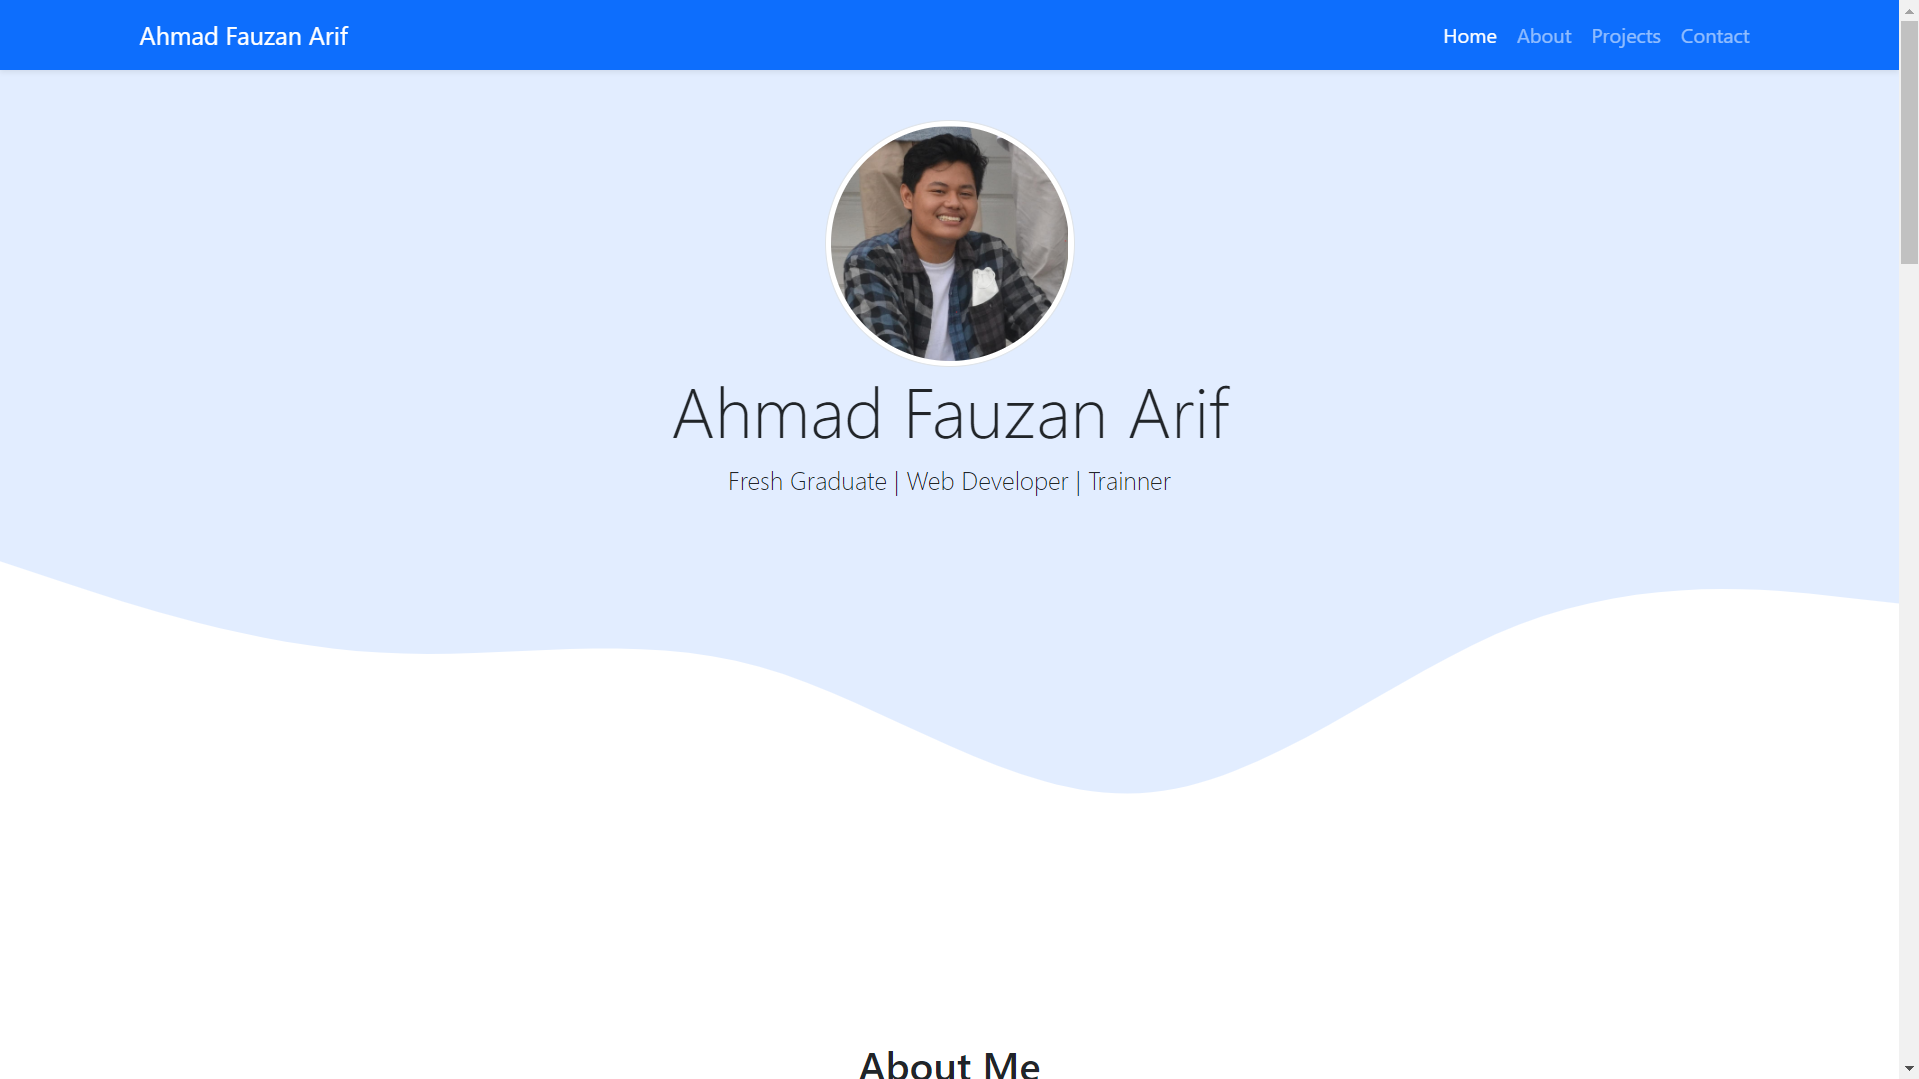 Ahmad Fauzan Arif
Home About Projects Contact
Ahmad Fauzan Arif
Fresh Graduate | Web Developer | Trainner
About Me